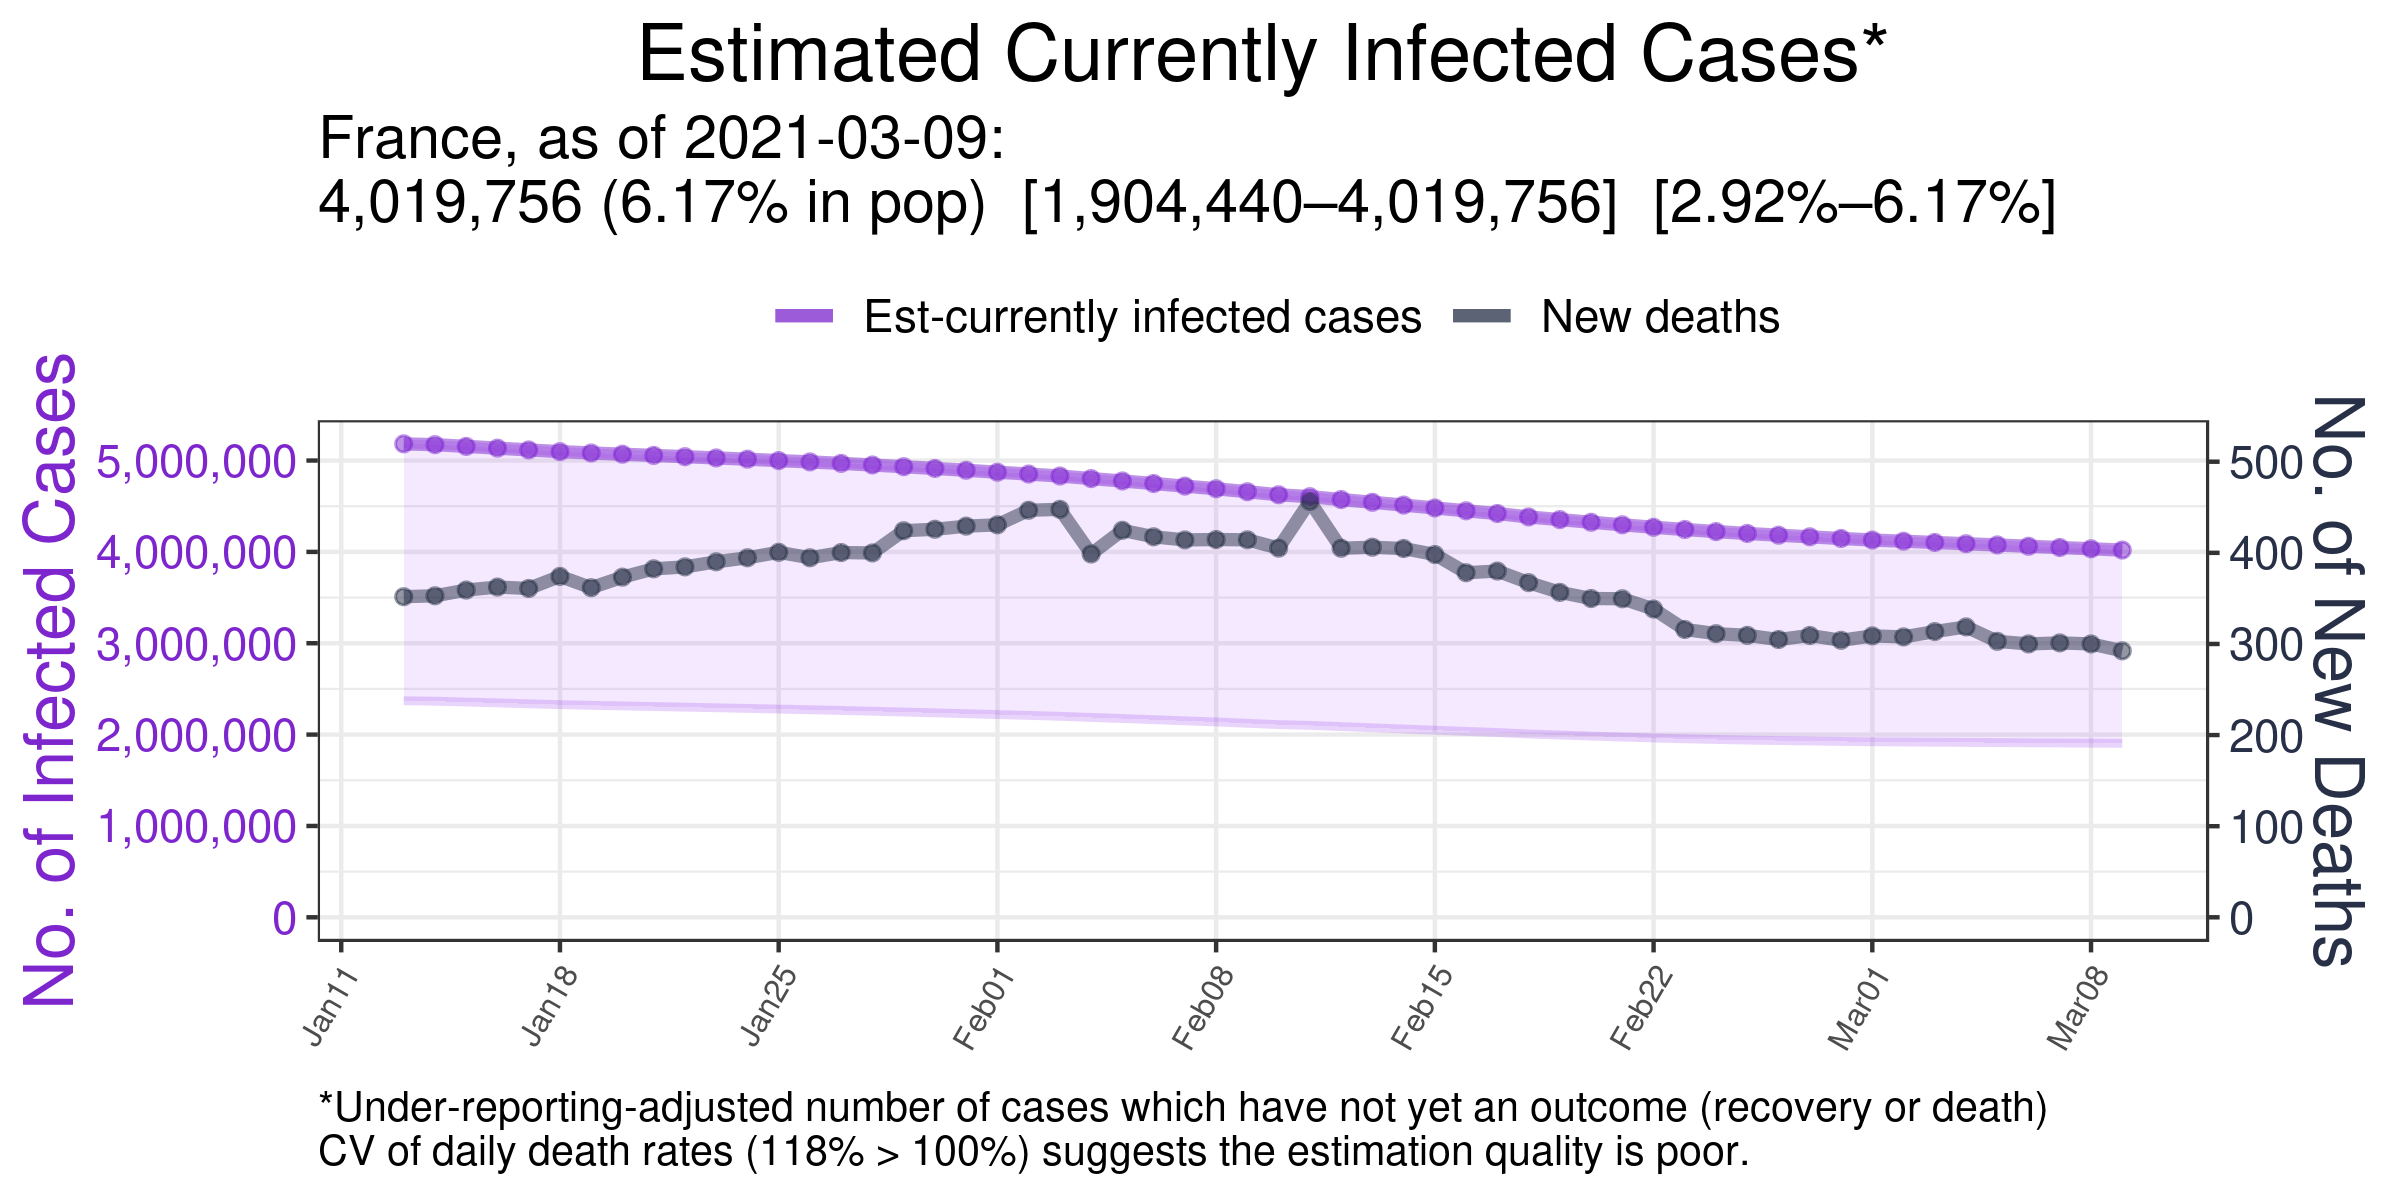 Estimated Currently Infected Cases*
France, as of 2021-03-09:
4,019,756 (6.17% in pop)  [1,904,440–4,019,756]  [2.92%–6.17%]
Est-currently infected cases
New deaths
No. of Infected Cases
5,000,000
4,000,000
3,000,000
2,000,000
1,000,000
0
500
400
300
200
100
0
No. of New Deaths
Jan11
Jan18
Jan25
Feb01
Feb08
Feb15
Feb22
Mar01
Mar08
*Under-reporting-adjusted number of cases which have not yet an outcome (recovery or death)
CV of daily death rates (118% > 100%) suggests the estimation quality is poor.